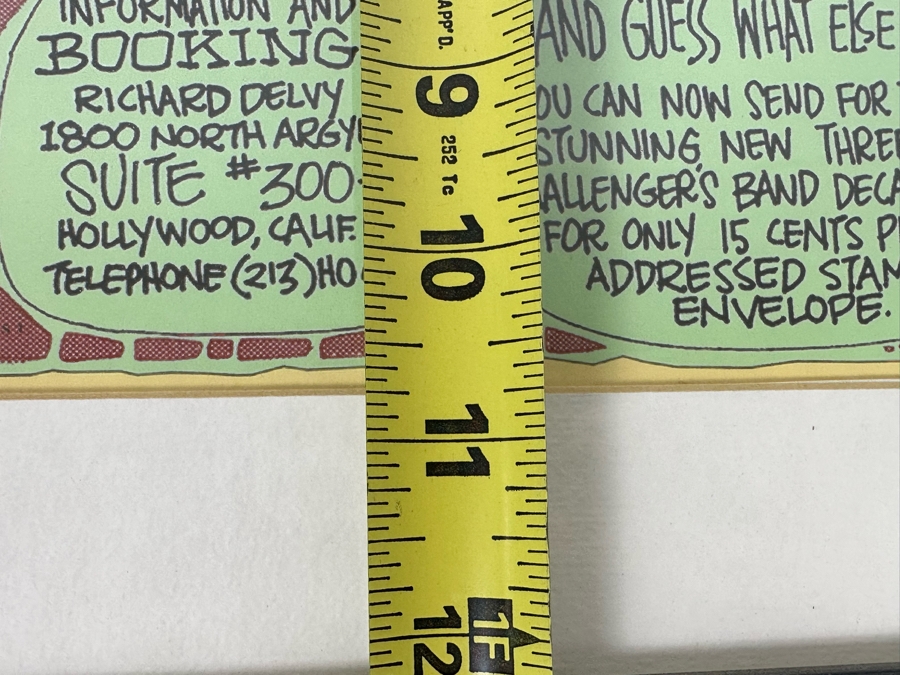 INFORMATION AND
BOOKING
RICHARD DELVY
1800 NORTH ARGY
SUITE #300
HOLLYWOOD, CALIF.
TELEPHONE (213) HO
APP'D.
9
252 Tc
10
11
12
1F
AND GUESS WHAT ELSE
OU CAN NOW SEND FOR
STUNNING NEW THREE
ALLENGER'S BAND DECA
FOR ONLY 15 CENTS P
ADDRESSED STAM
ENVELOPE.